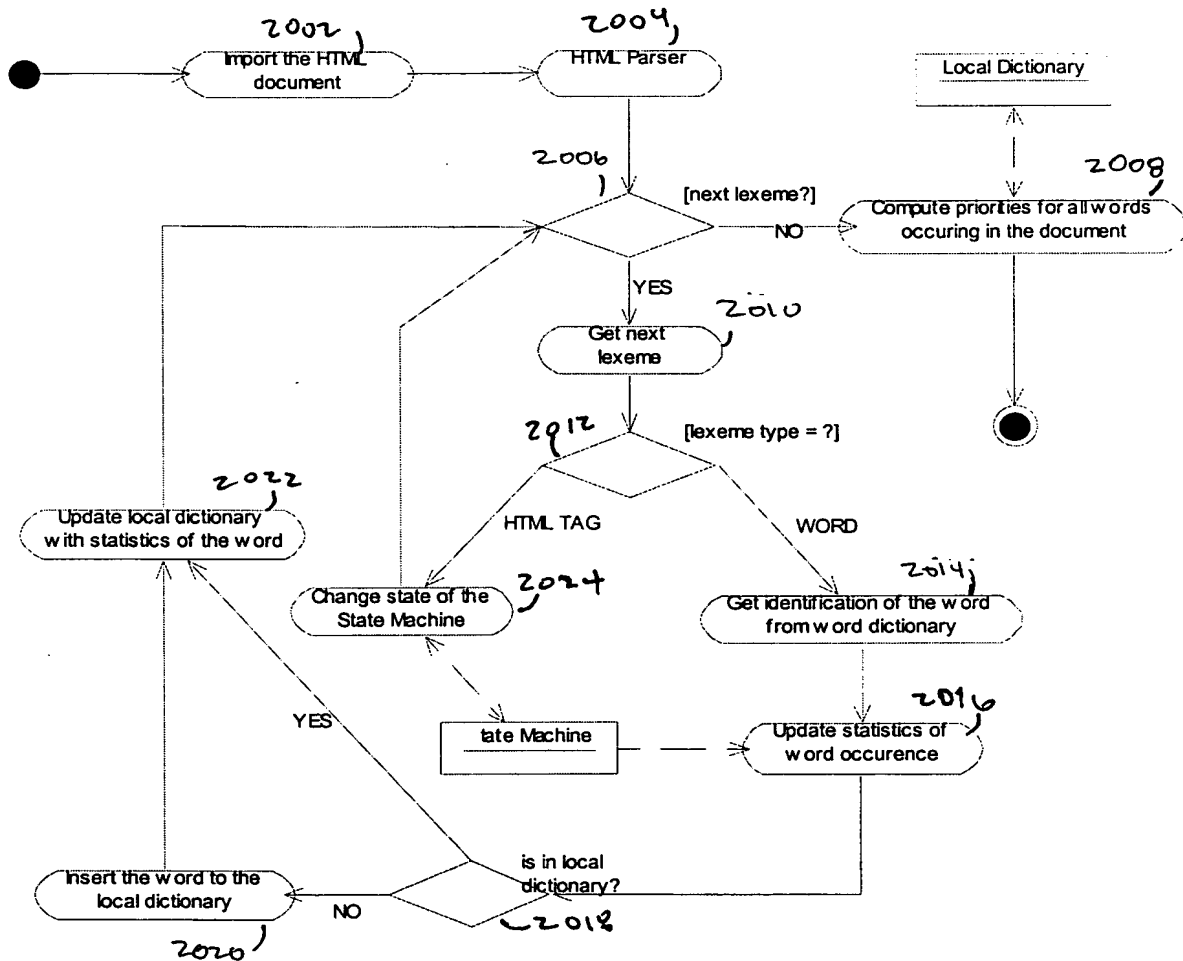 2002
2004
Import the HTML
document
HTML Parser
Local Dictionary
2006
2008
[next lexeme?]
Compute priorities for all words
occuring in the document
NO
YES
2010
Get next
lexeme
2012
[lexeme type = ?]
2022
Update local dictionary
with statistics of the word
HTML TAG
WORD
2024
2014
Change state of the
State Machine
Get identification of the word
from word dictionary
2016
YES
tate Machine
Update statistics of
word occurence
is in local
dictionary?
Insert the word to the
local dictionary
NO
2018
2020